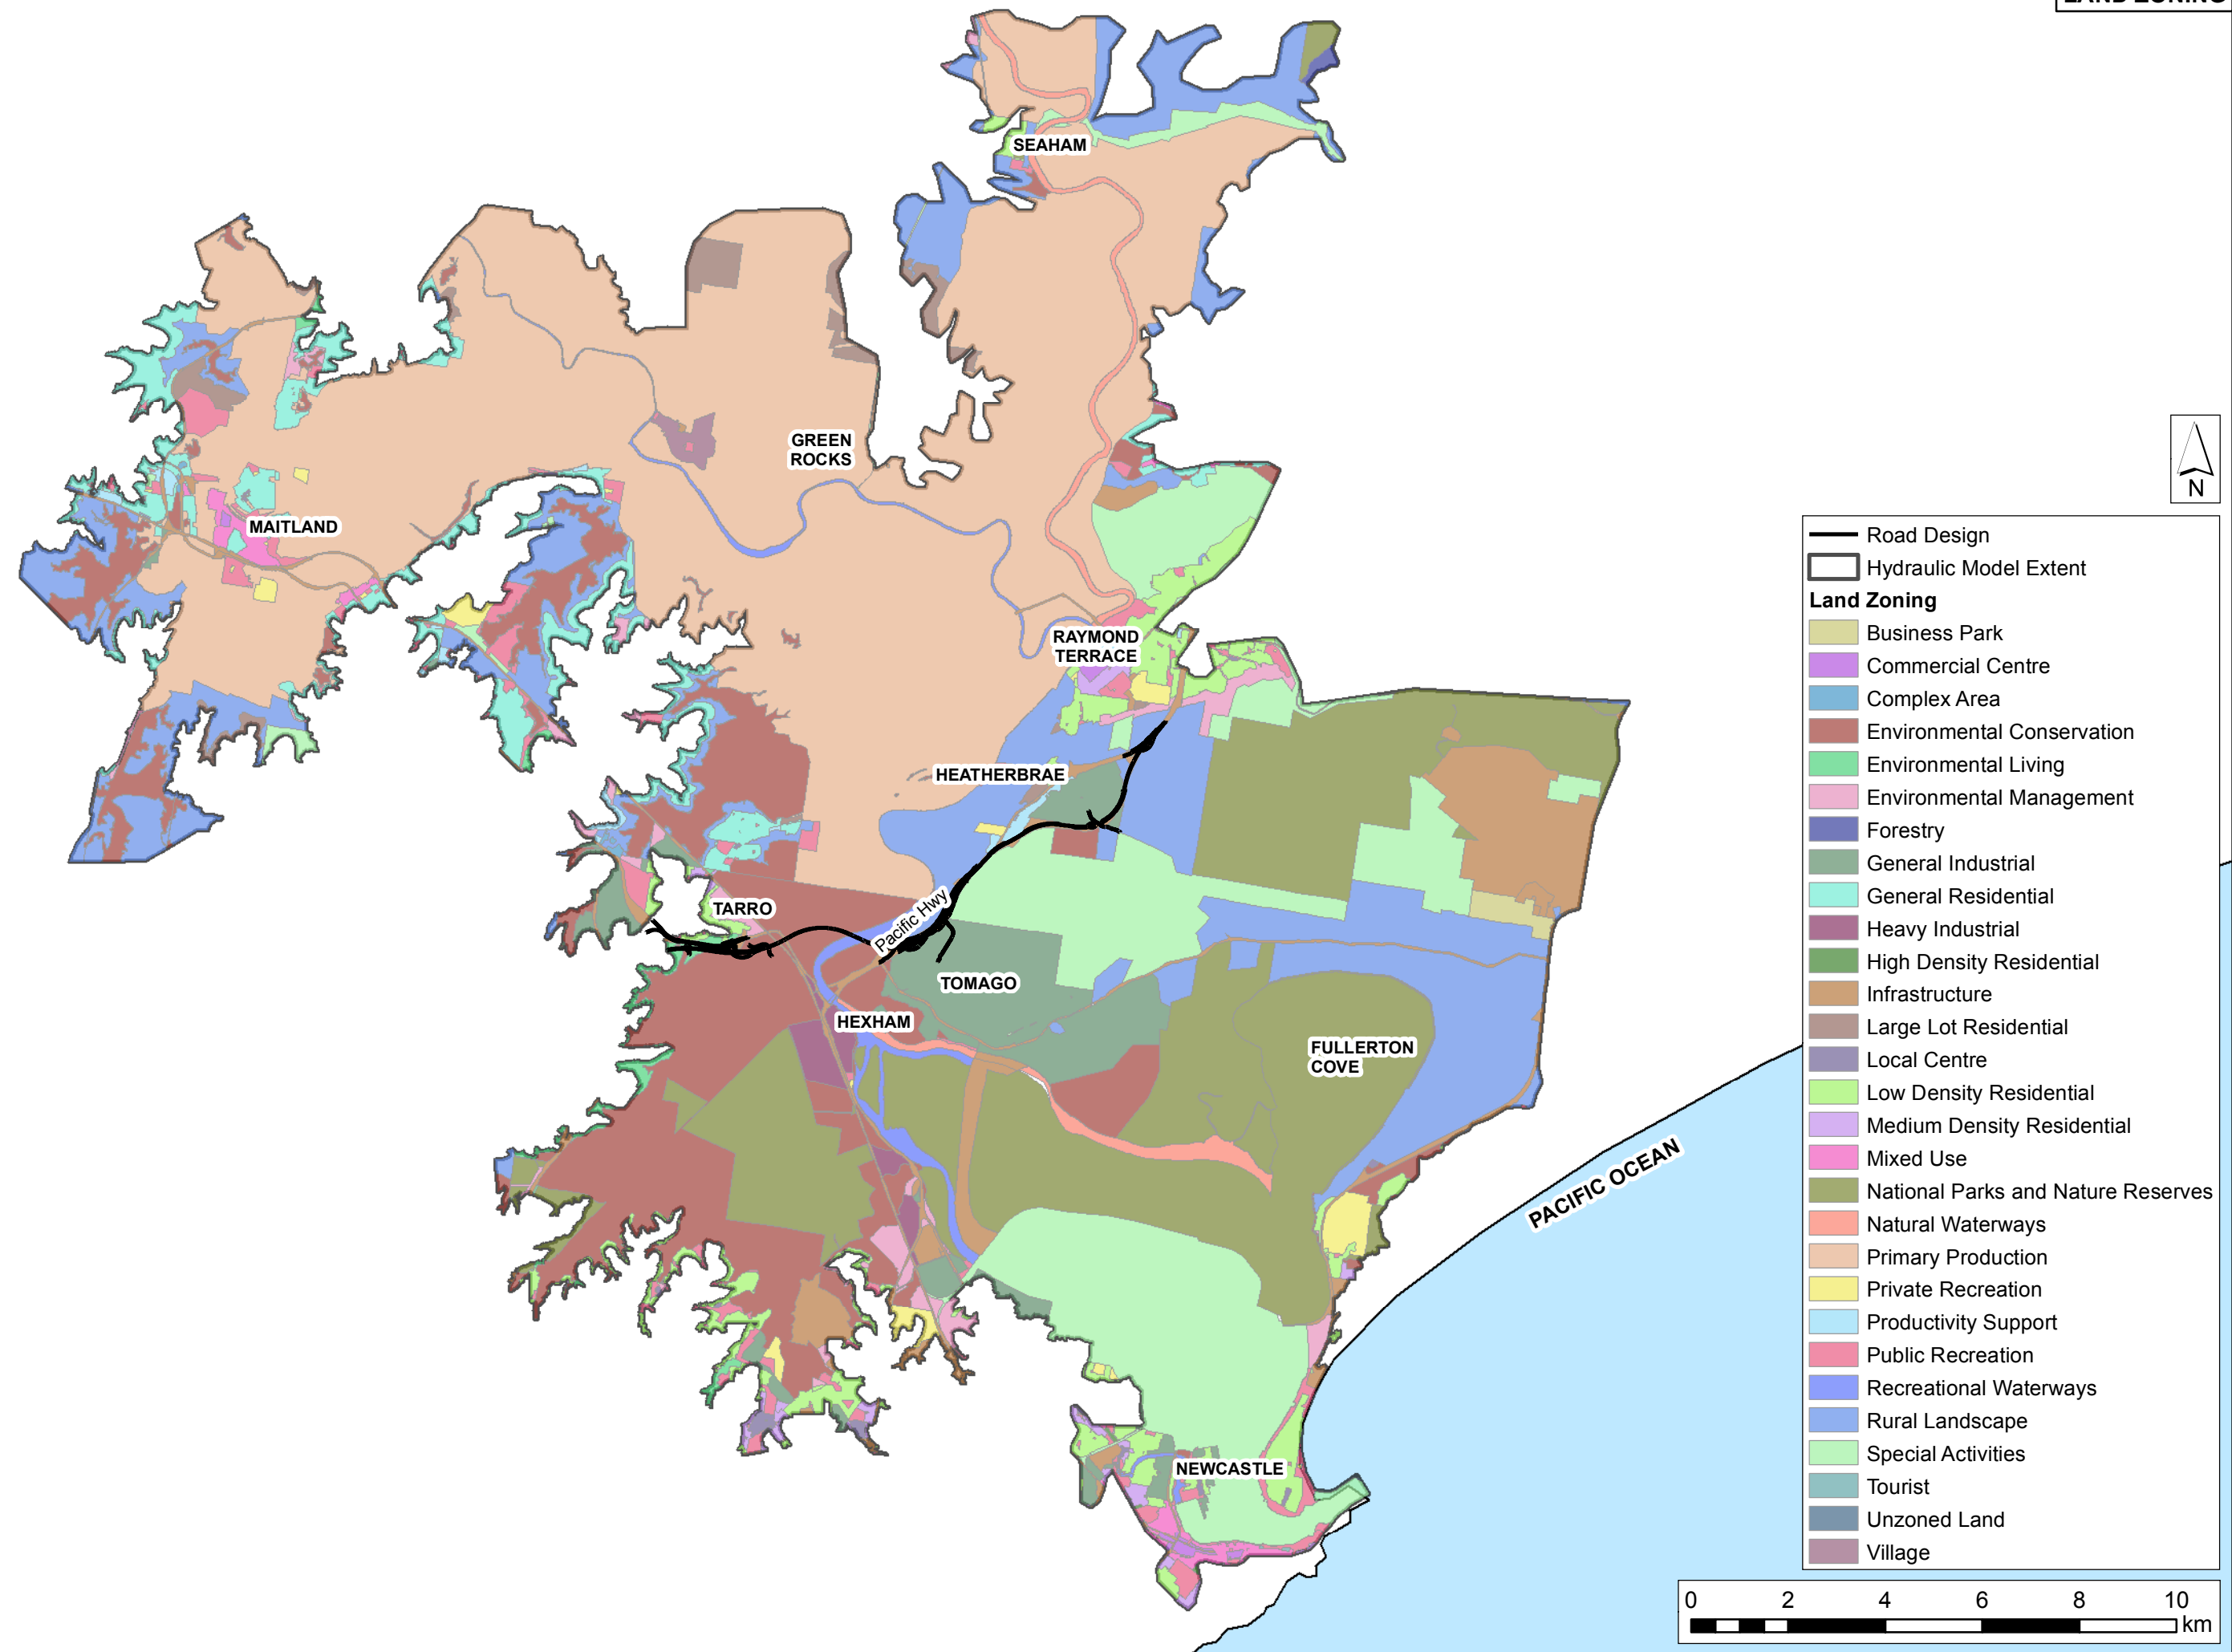 LAND ZONING
SEAHAM
GREEN
ROCKS
MAITLAND
RAYMOND
TERRACE
HEATHERBRAE
TARRO
Pacific Hwy
TOMAGO
HEXHAM
FULLERTON
COVE
PACIFIC OCEAN
NEWCASTLE
N
Road Design
Hydraulic Model Extent
Land Zoning
Business Park
Commercial Centre
Complex Area
Environmental Conservation
Environmental Living
Environmental Management
Forestry
General Industrial
General Residential
Heavy Industrial
High Density Residential
Infrastructure
Large Lot Residential
Local Centre
Low Density Residential
Medium Density Residential
Mixed Use
National Parks and Nature Reserves
Natural Waterways
Primary Production
Private Recreation
Productivity Support
Public Recreation
Recreational Waterways
Rural Landscape
Special Activities
Tourist
Unzoned Land
Village
0 2 4 6 8 10
km